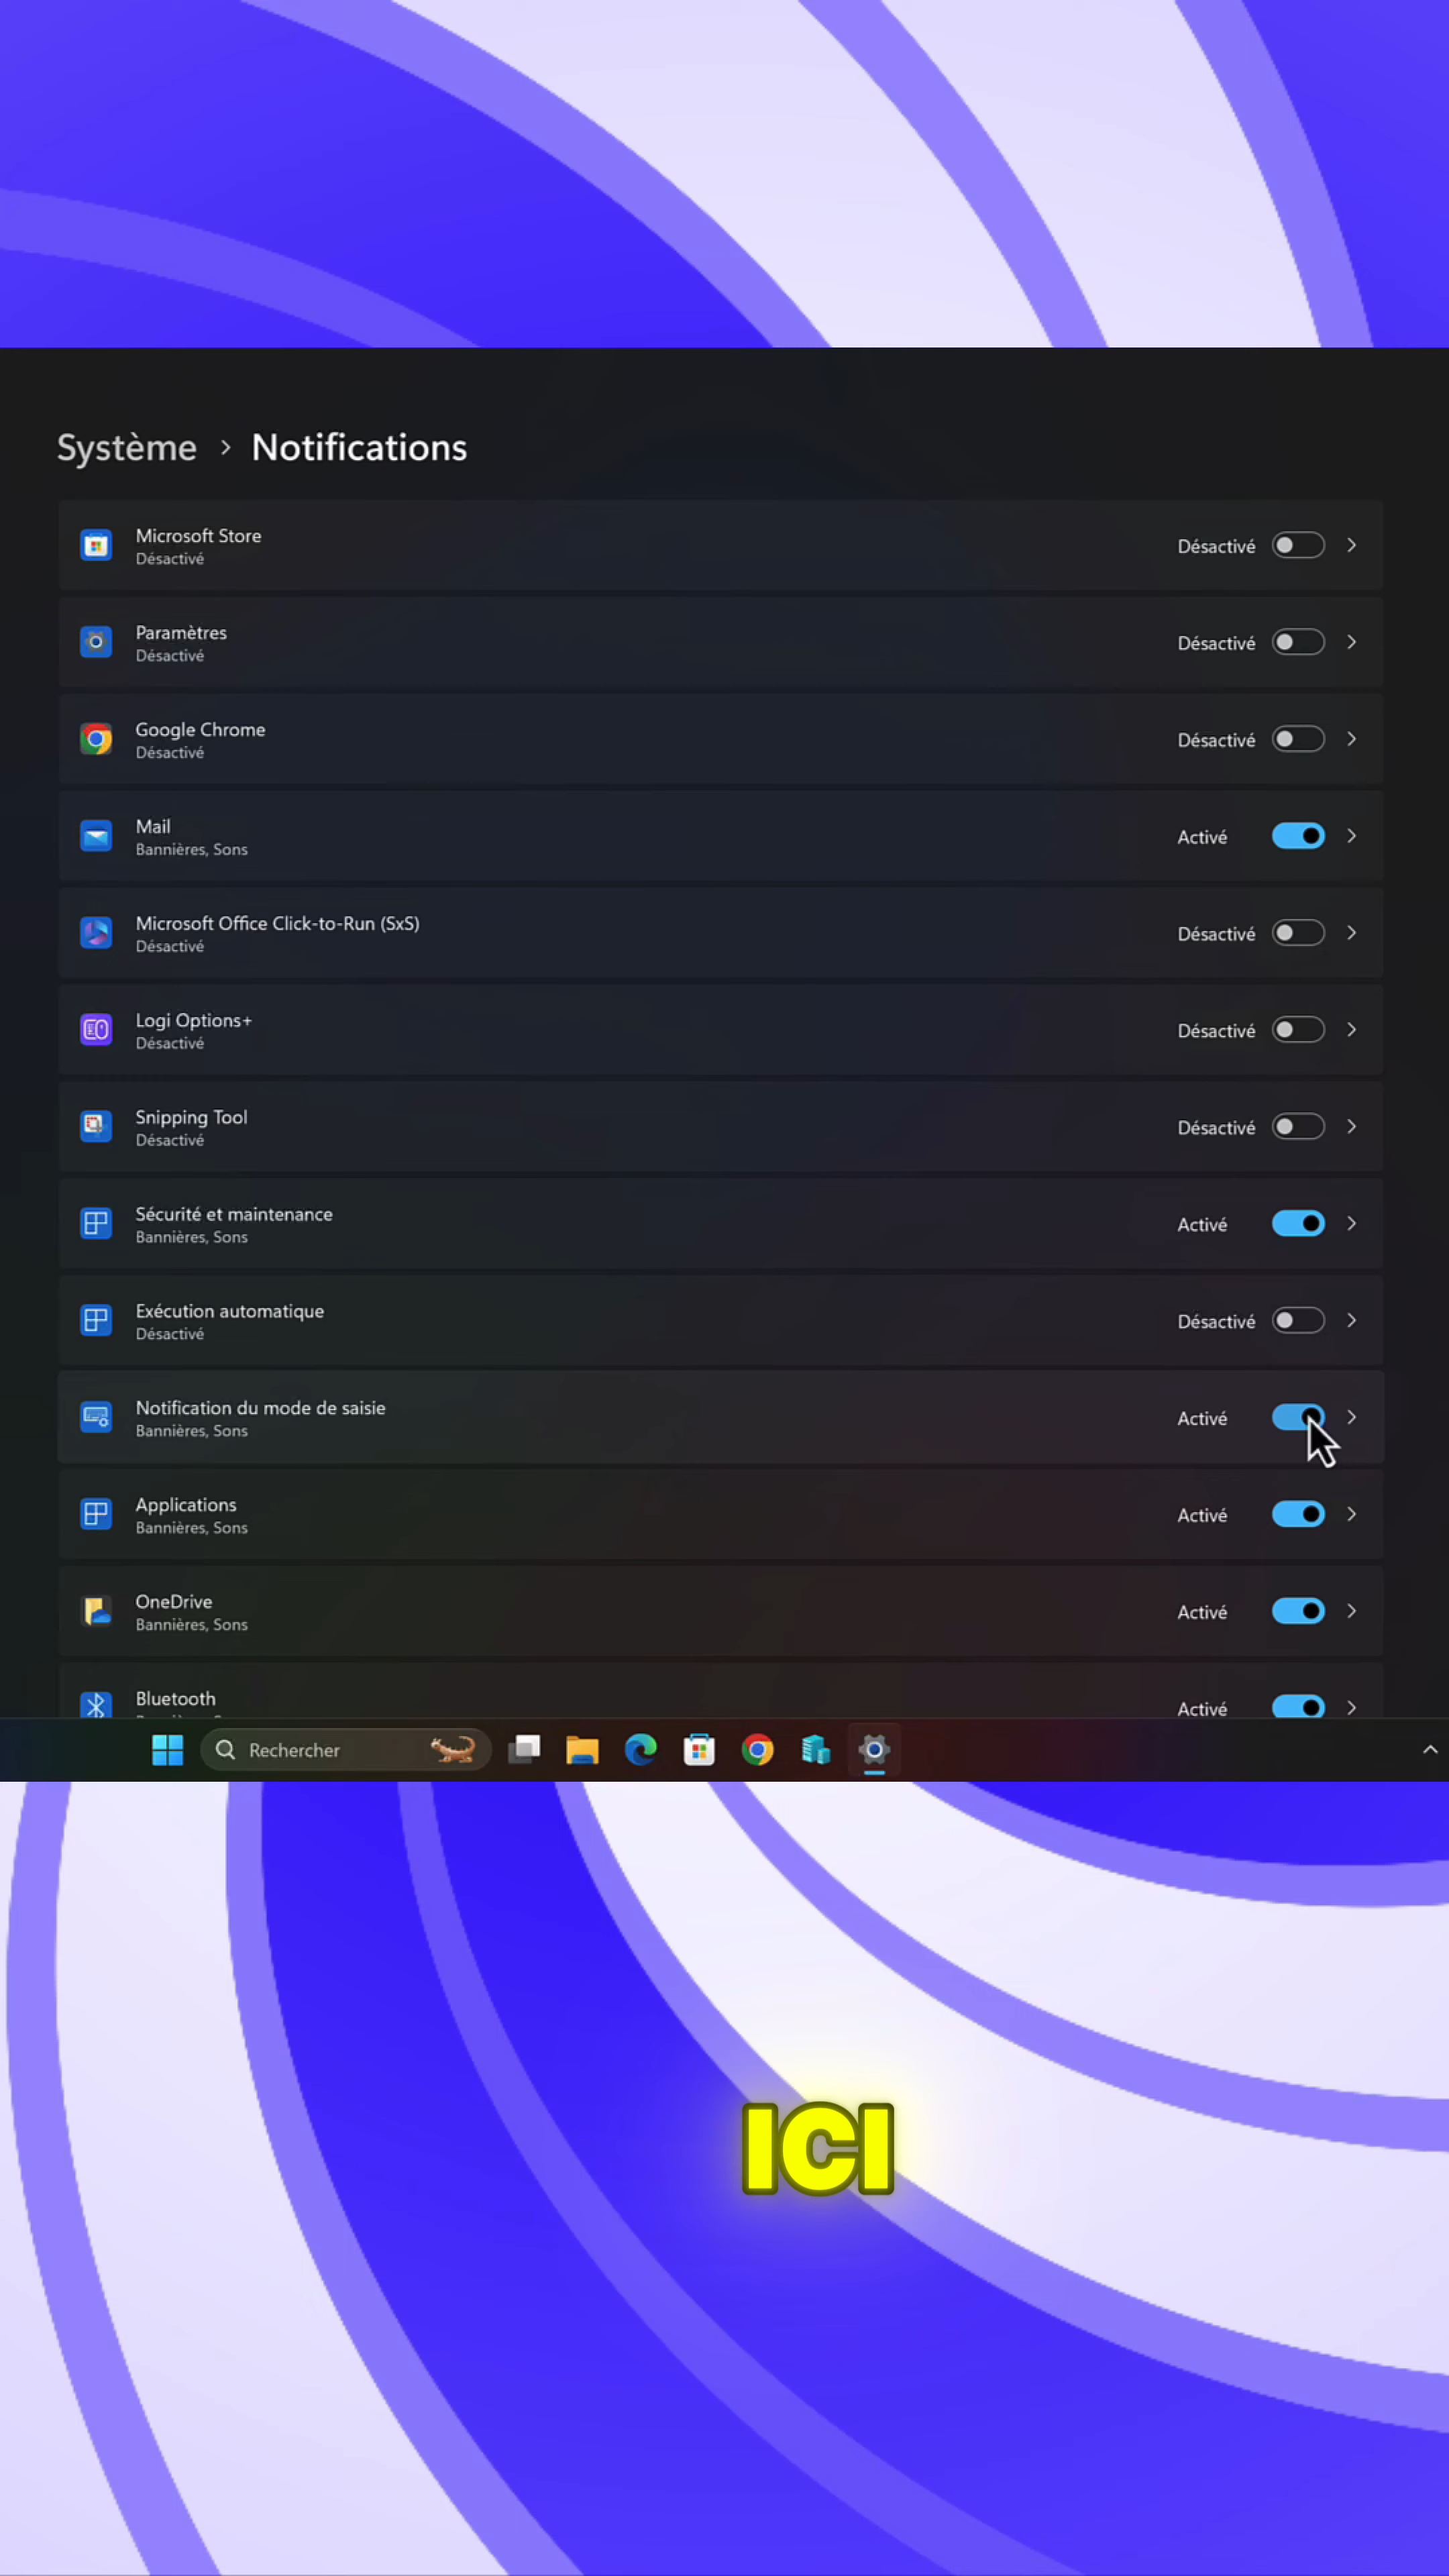 Système > Notifications
Microsoft Store
Désactivé
Désactivé
Paramètres
Désactivé
Désactivé
Google Chrome
Désactivé
Désactivé
Mail
Bannières, Sons
Activé
Microsoft Office Click-to-Run (SxS)
Désactivé
Désactivé
Logi Options+
Désactivé
Désactivé
Snipping Tool
Désactivé
Désactivé
Sécurité et maintenance
Bannières, Sons
Activé
Exécution automatique
Désactivé
Désactivé
Notification du mode de saisie
Bannières, Sons
Activé
Applications
Bannières, Sons
Activé
OneDrive
Bannières, Sons
Activé
Bluetooth
Activé
Rechercher
ICI